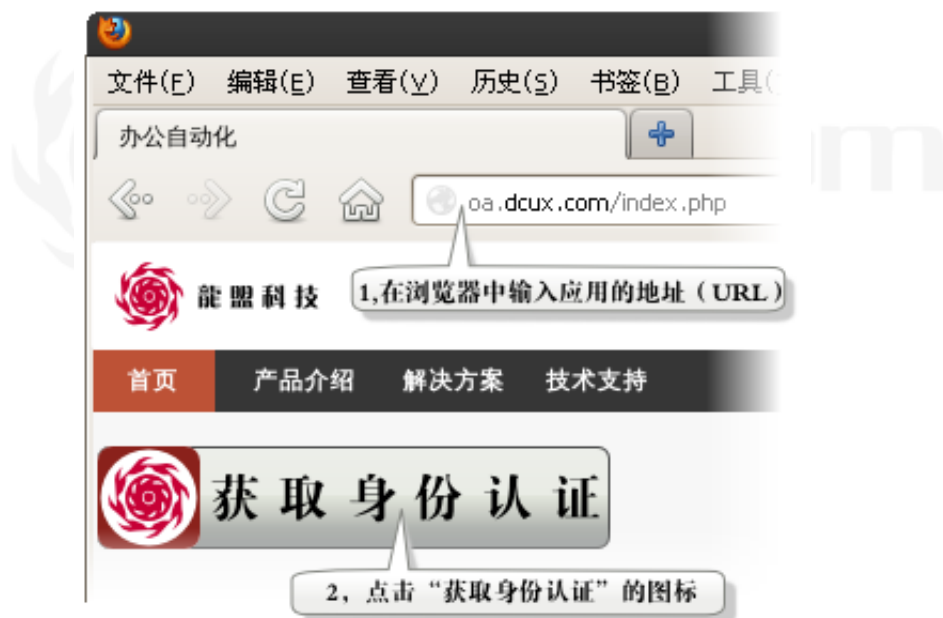 文件(F) 编辑(E) 查看(V) 历史(S) 书签(B) 工具(
办公自动化
oa.dcux.com/index.php
龍盟科技
1,在浏览器中输入应用的地址(URL)
首页 产品介绍 解决方案 技术支持
获取身份认证
2, 点击“获取身份认证”的图标
om